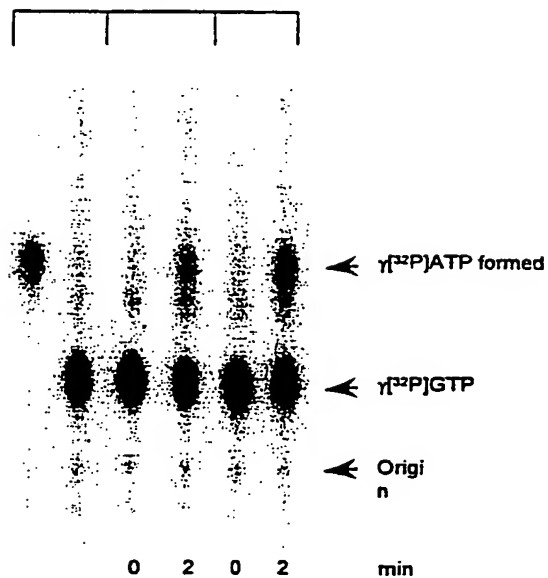 γ[³²P]ATP formed
γ[³²P]GTP
Origi
n
0 2 0 2 min